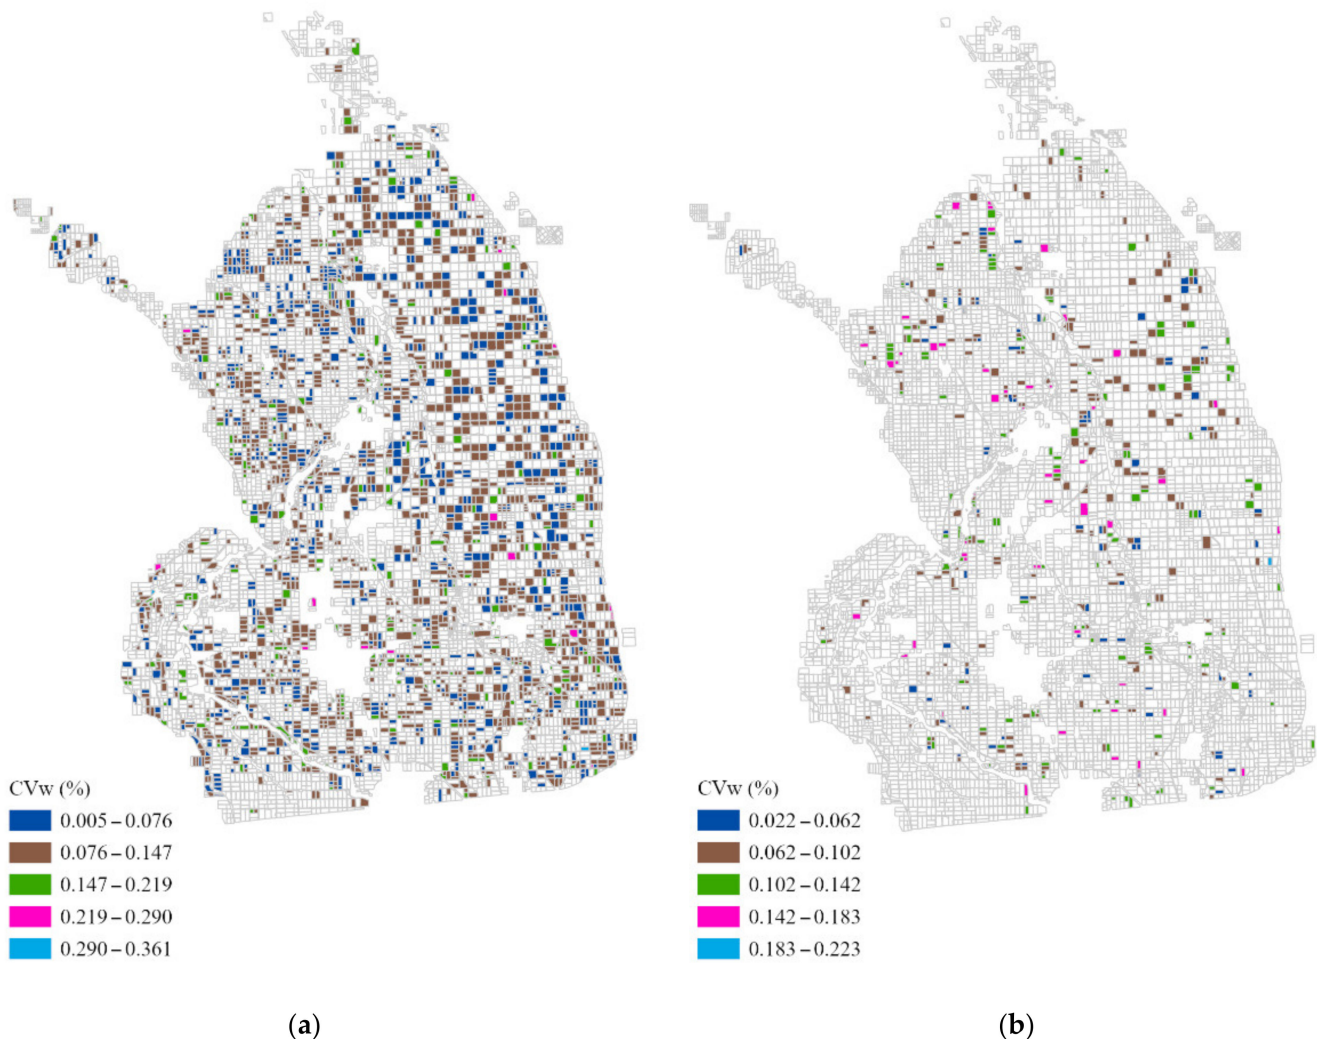 CVw (%)
0.005 – 0.076
0.076 – 0.147
0.147 – 0.219
0.219 – 0.290
0.290 – 0.361
(a)
CVw (%)
0.022 – 0.062
0.062 – 0.102
0.102 – 0.142
0.142 – 0.183
0.183 – 0.223
(b)